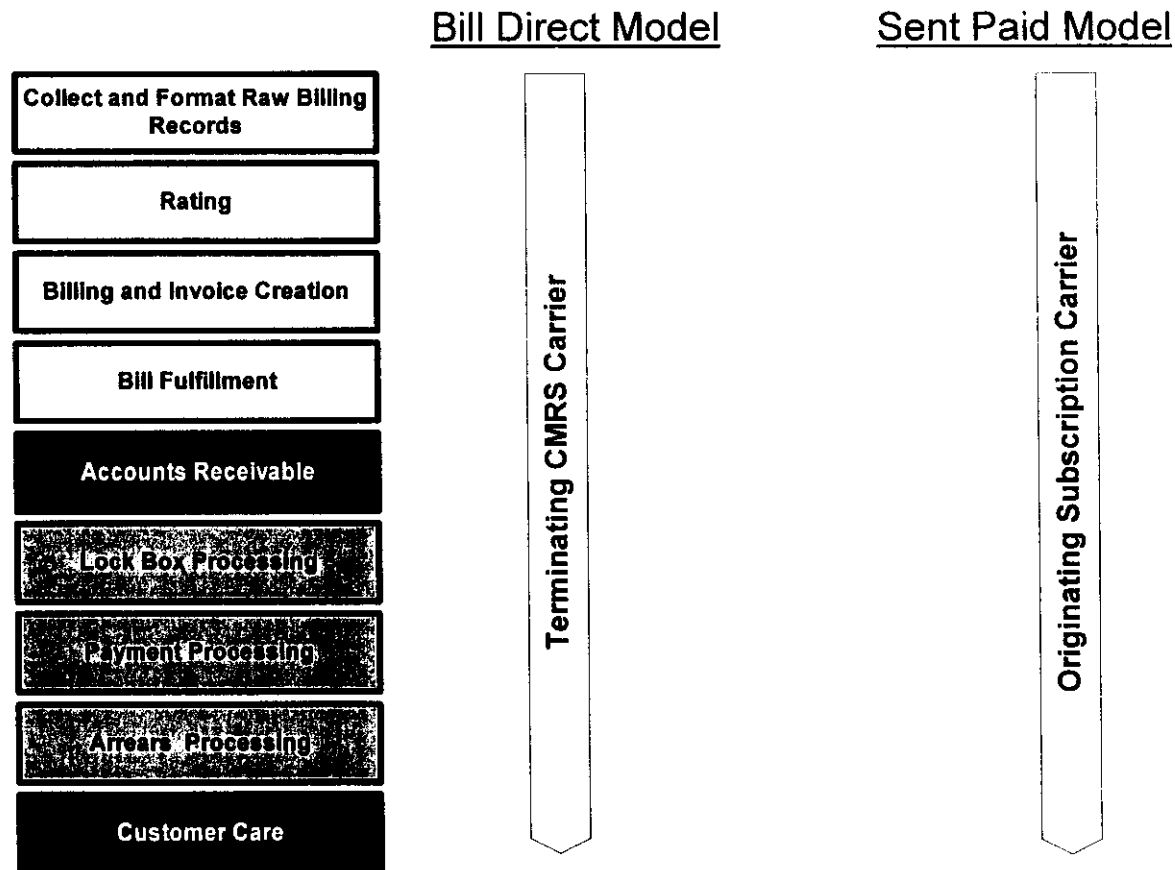 Bill Direct Model
Sent Paid Model
Collect and Format Raw Billing
Records
Rating
Billing and Invoice Creation
Bill Fulfillment
Accounts Receivable
Lock Box Processing
Payment Processing
Arrears Processing
Customer Care
Terminating CMRS Carrier
Originating Subscription Carrier